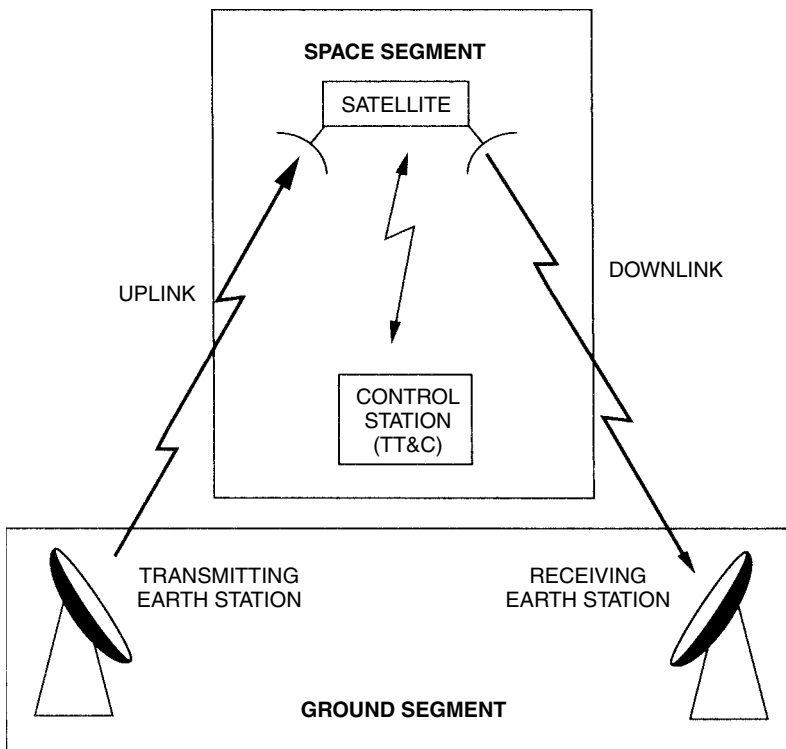 SPACE SEGMENT
SATELLITE
UPLINK
DOWNLINK
CONTROL
STATION
(TT&C)
TRANSMITTING
EARTH STATION
RECEIVING
EARTH STATION
GROUND SEGMENT